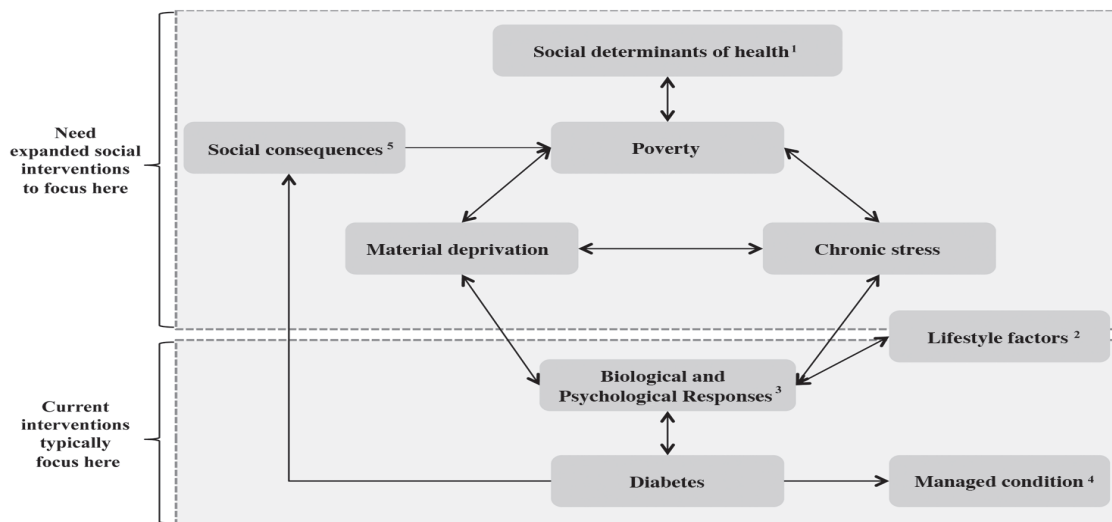 Social determinants of health 1
Need
expanded social
interventions
to focus here
Social consequences 5
Poverty
Material deprivation
Chronic stress
Lifestyle factors 2
Biological and
Psychological Responses 3
Current
interventions
typically
focus here
Diabetes
Managed condition 4